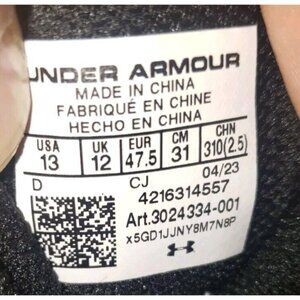 UNDER ARMOUR
MADE IN CHINA
FABRIQUÉ EN CHINE
HECHO EN CHINA
USA UK EUR CM CHN
13 12 47.5 31 310(2.5)
D CJ 04/23
4216314557
Art.3024334-001
x5GD1JJNY8M7N8P